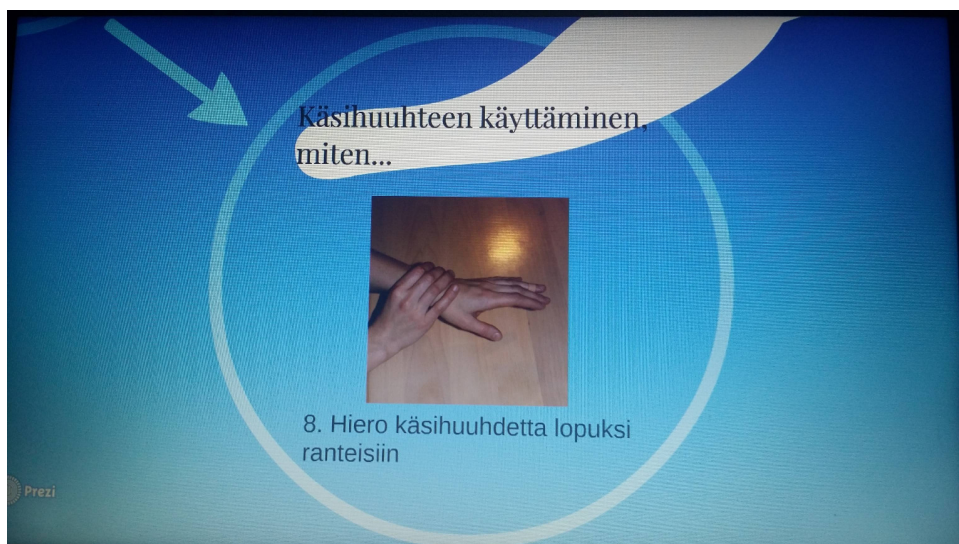 Käsihuuhteen käyttäminen,
miten...
8. Hiero käsihuuhdetta lopuksi
ranteisiin
Prezi